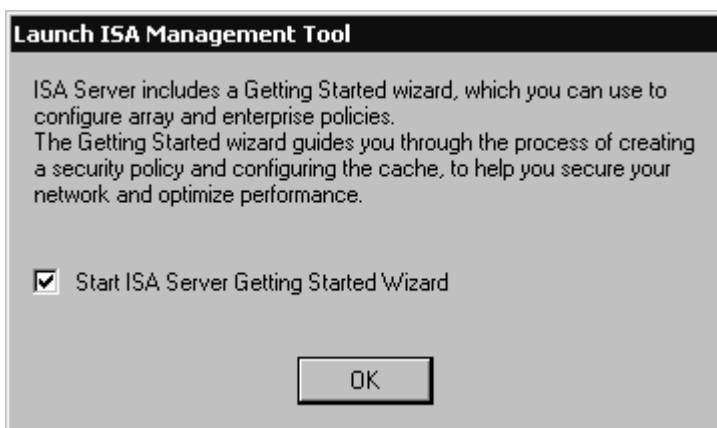 Launch ISA Management Tool
ISA Server includes a Getting Started wizard, which you can use to
configure array and enterprise policies.
The Getting Started wizard guides you through the process of creating
a security policy and configuring the cache, to help you secure your
network and optimize performance.
Start ISA Server Getting Started Wizard
OK